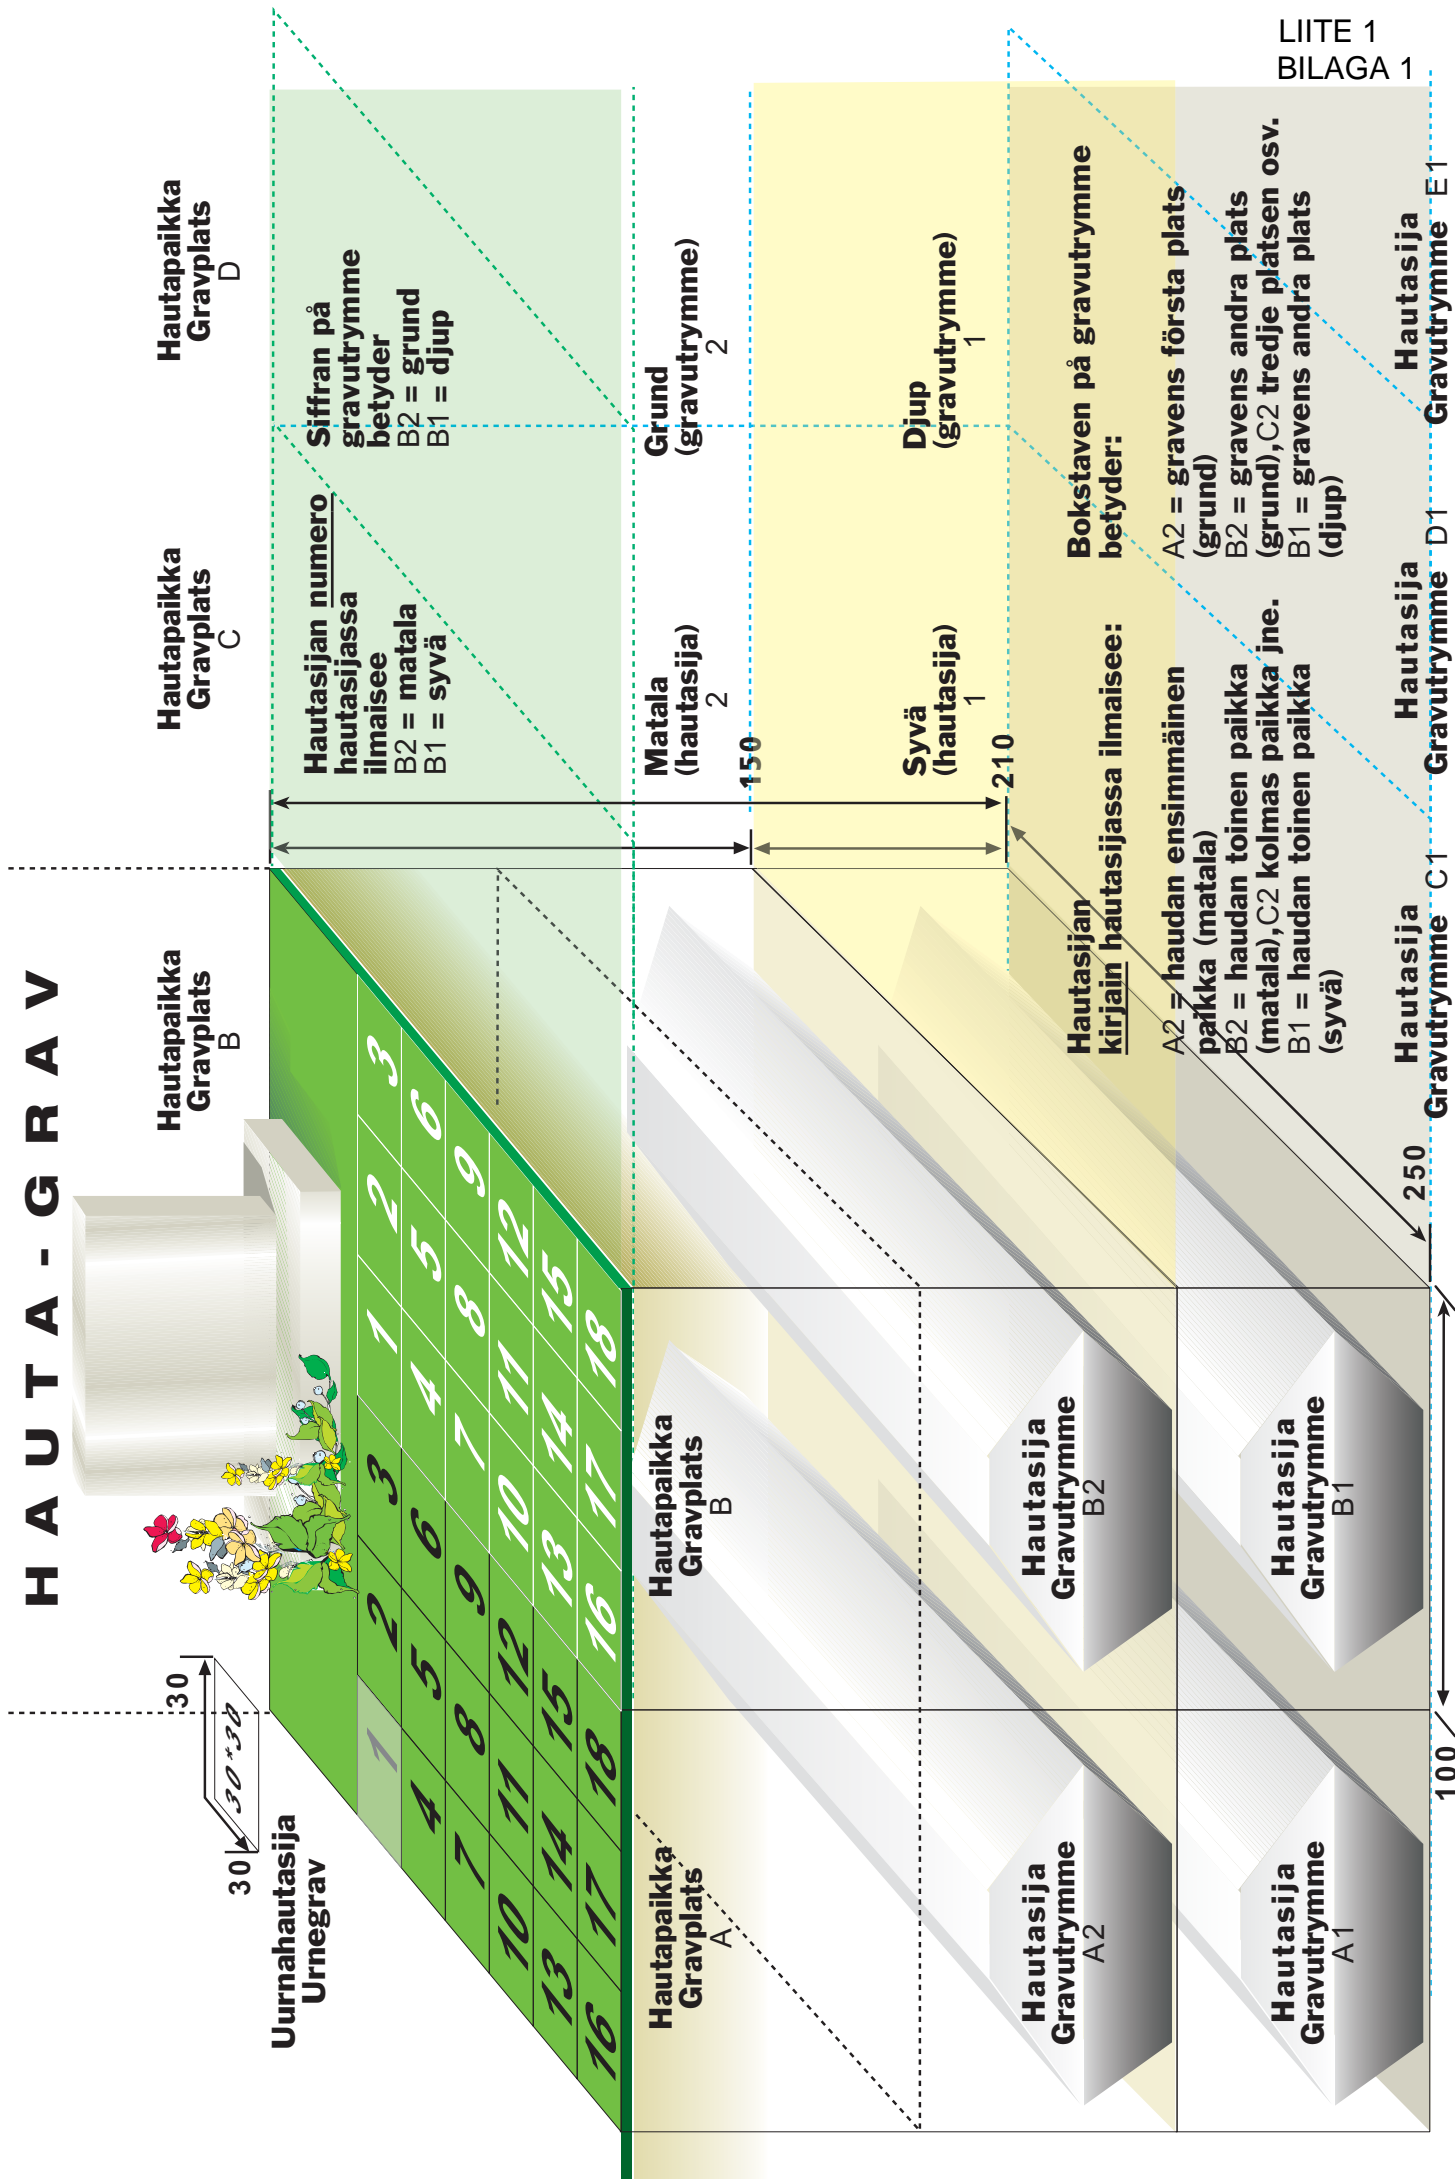 LIITE 1
BILAGA 1
HAUTA-GRAV
30
30*30
30
Uurnahautasija
Urnegrav
Hautapaikka
Gravplats
B
Hautapaikka
Gravplats
C
Hautapaikka
Gravplats
D
1 2 3
4 5 6
7 8 9
10 11 12
13 14 15
16 17 18
1 2 3
4 5 6
7 8 9
10 11 12
13 14 15
16 17 18
Hautasijan numero
hautasijassa
ilmaisee
B2 = matala
B1 = syvä
Siffran på
gravutrymme
betyder
B2 = grund
B1 = djup
Hautapaikka
Gravplats
A
Hautapaikka
Gravplats
B
Matala
(hautasija)
2
Grund
(gravutrymme)
2
150
Syvä
(hautasija)
1
Djup
(gravutrymme)
1
210
Hautasija
Gravutrymme
A2
Hautasija
Gravutrymme
B2
Hautasijan
kirjain hautasijassa ilmaisee:
A2 = haudan ensimmäinen
paikka (matala)
B2 = haudan toinen paikka
(matala),C2 kolmas paikka jne.
B1 = haudan toinen paikka
(syvä)
Bokstaven på gravutrymme
betyder:
A2 = gravens första plats
(grund)
B2 = gravens andra plats
(grund),C2 tredje platsen osv.
B1 = gravens andra plats
(djup)
Hautasija
Gravutrymme
A1
Hautasija
Gravutrymme
B1
250
Hautasija
Gravutrymme C1
Hautasija
Gravutrymme D1
Hautasija
Gravutrymme E1
100